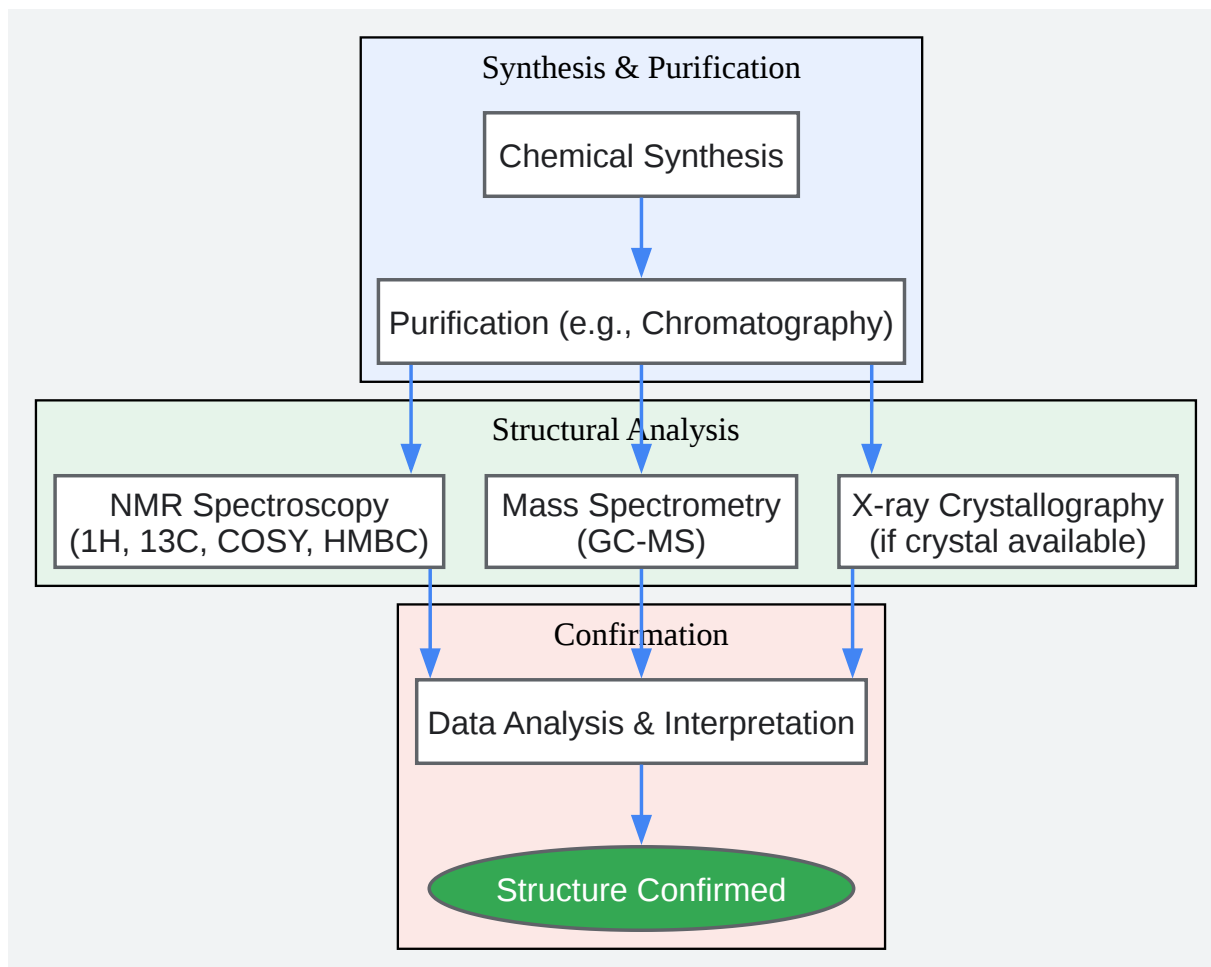 Synthesis & Purification
Chemical Synthesis
Purification (e.g., Chromatography)
Structural Analysis
NMR Spectroscopy
(1H, 13C, COSY, HMBC)
Mass Spectrometry
(GC-MS)
X-ray Crystallography
(if crystal available)
Confirmation
Data Analysis & Interpretation
Structure Confirmed